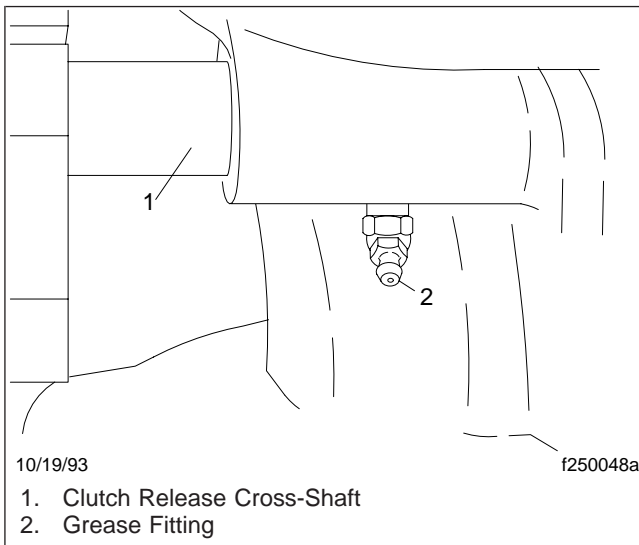 1
2
10/19/93
f250048a
1. Clutch Release Cross-Shaft
2. Grease Fitting